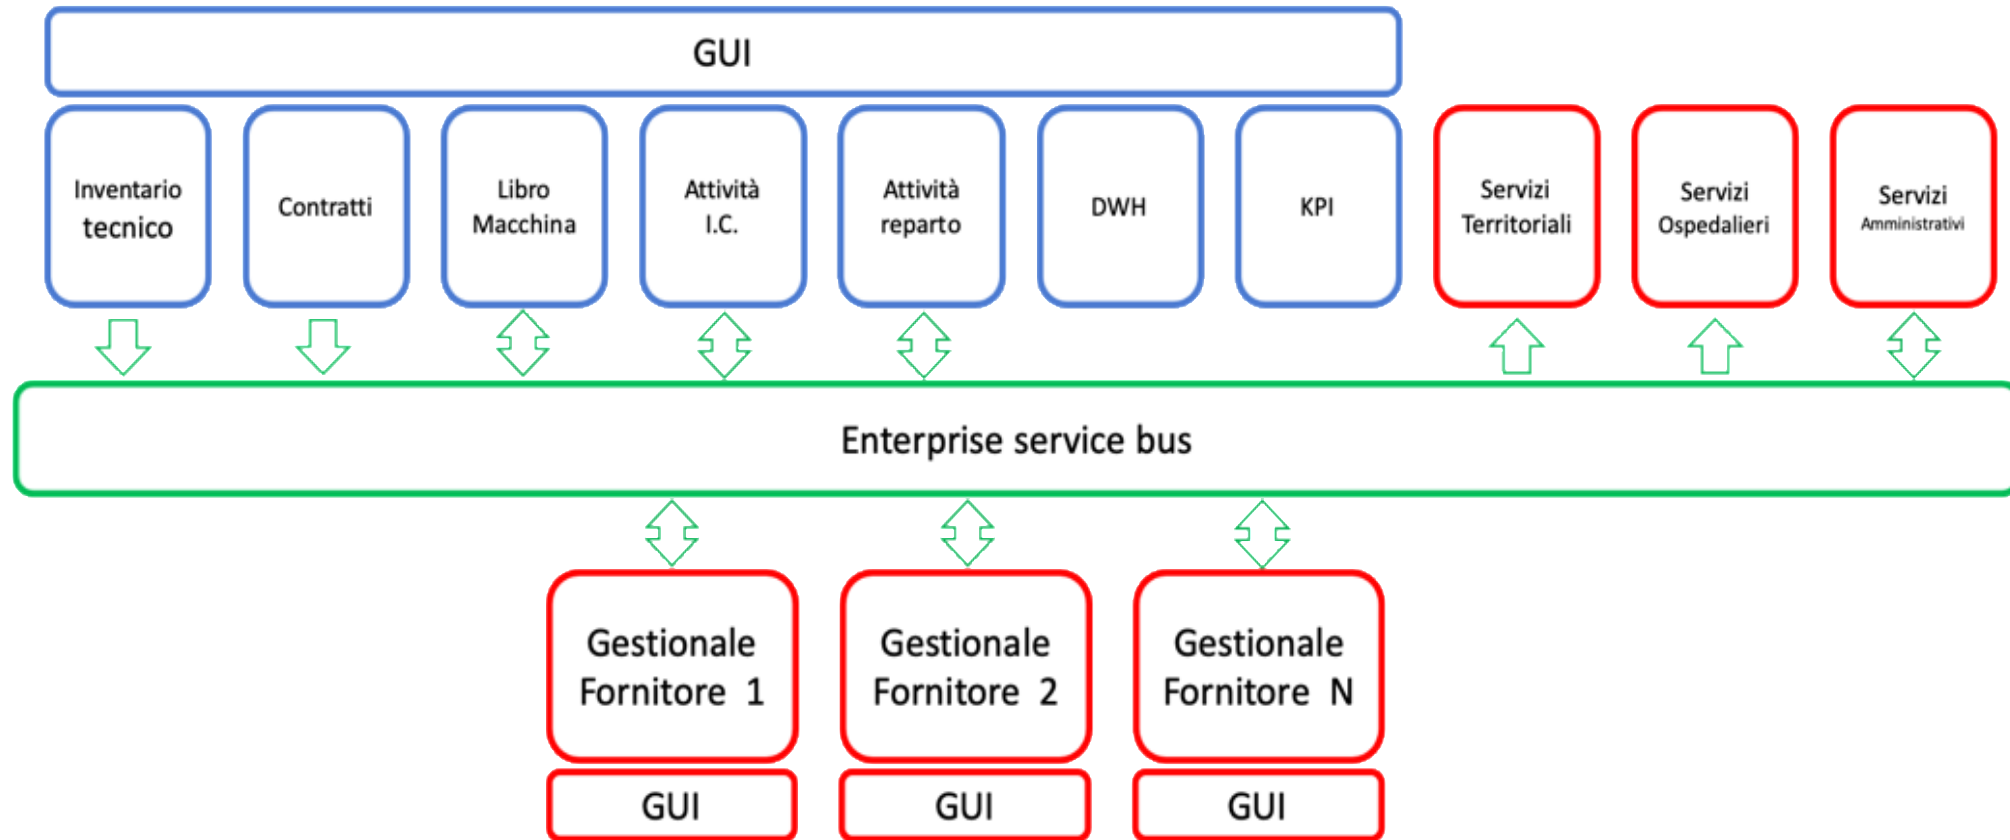 GUI
Inventario
tecnico
Contratti
Libro
Macchina
Attività
I.C.
Attività
reparto
DWH
KPI
Servizi
Territoriali
Servizi
Ospedalieri
Servizi
Amministrativi
Enterprise service bus
Gestionale
Fornitore 1
Gestionale
Fornitore 2
Gestionale
Fornitore N
GUI
GUI
GUI